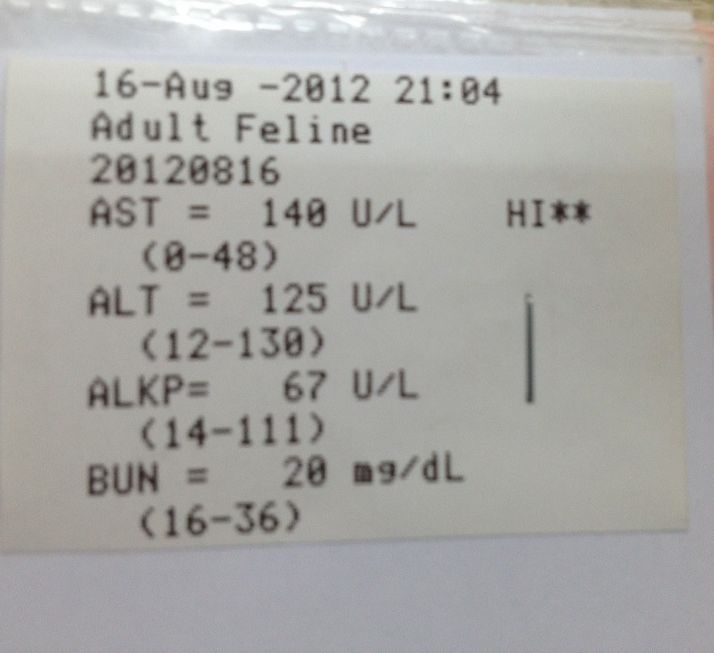 16-Aug -2012 21:04
Adult Feline
20120816
AST = 140 U/L HI**
(0-48)
ALT = 125 U/L
(12-130)
ALKP= 67 U/L
(14-111)
BUN = 20 mg/dL
(16-36)